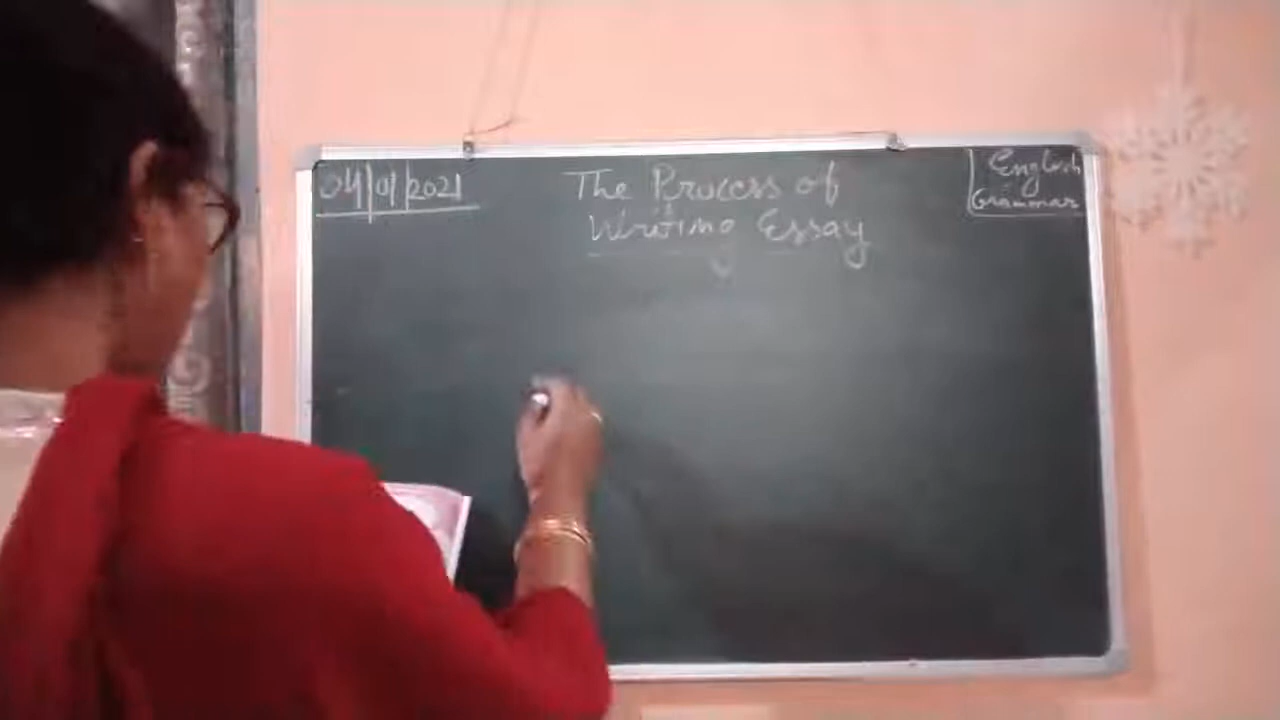 04|01|2021
The Process of
Writing Essay
English
Grammar